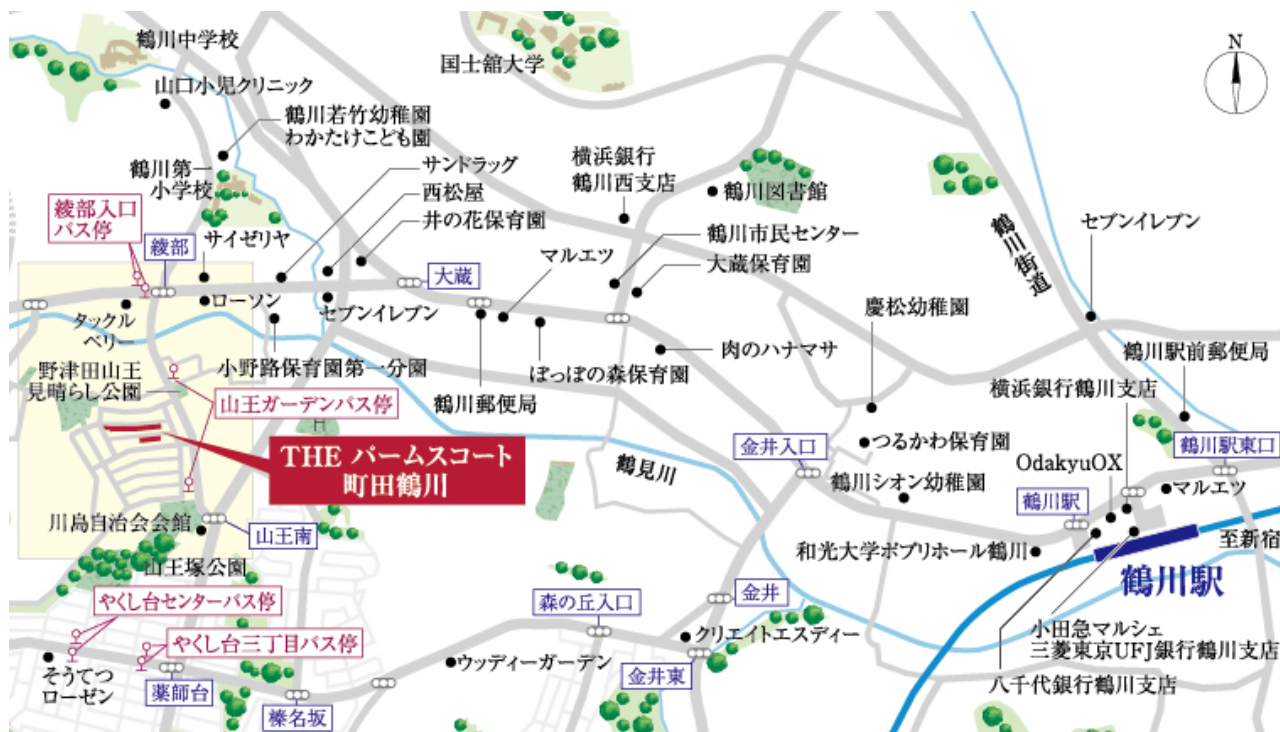 鶴川中学校
国士舘大学
N
山口小児クリニック
鶴川若竹幼稚園
わかたけこども園
鶴川第一
小学校
サンドラッグ
西松屋
井の花保育園
横浜銀行
鶴川西支店
鶴川図書館
綾部入口
バス停
綾部
サイゼリヤ
マルエツ
鶴川市民センター
大蔵保育園
鶴川街道
セブンイレブン
大蔵
タックル
ベリー
ローソン
セブンイレブン
慶松幼稚園
野津田山王
見晴らし公園
小野路保育園第一分園
鶴川郵便局
ぽっぽの森保育園
肉のハナマサ
鶴川駅前郵便局
横浜銀行鶴川支店
山王ガーデンバス停
H
THE パームスコート
町田鶴川
鶴見川
金井入口
つるかわ保育園
鶴川シオン幼稚園
OdakyuOX
鶴川駅東口
マルエツ
鶴川駅
川島自治会会館
山王南
和光大学ポプリホール鶴川
至新宿
鶴川駅
山王塚公園
やくし台センターバス停
やくし台三丁目バス停
森の丘入口
金井
クリエイトエスディー
小田急マルシェ
三菱東京UFJ銀行鶴川支店
八千代銀行鶴川支店
そうてつ
ローゼン
薬師台
榛名坂
ウッディーガーデン
金井東